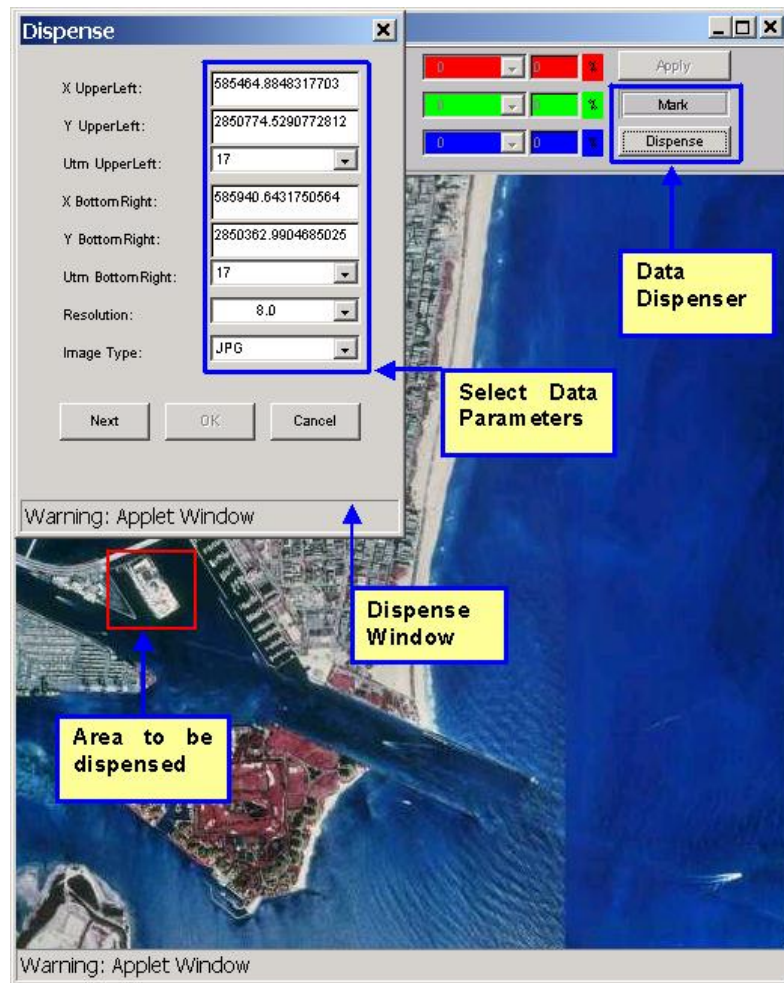 Dispense
X UpperLeft:
585464.8848317703
Y UpperLeft:
2850774.5290772812
Utm UpperLeft:
17
X BottomRight:
585940.6431750564
Y BottomRight:
2850362.9904685025
Utm BottomRight:
17
Resolution:
8.0
Image Type:
JPG
Next
OK
Cancel
Warning: Applet Window
0
0
%
Apply
0
0
%
Mark
0
0
%
Dispense
Data
Dispenser
Select Data
Parameters
Dispense
Window
Area to be
dispensed
Warning: Applet Window